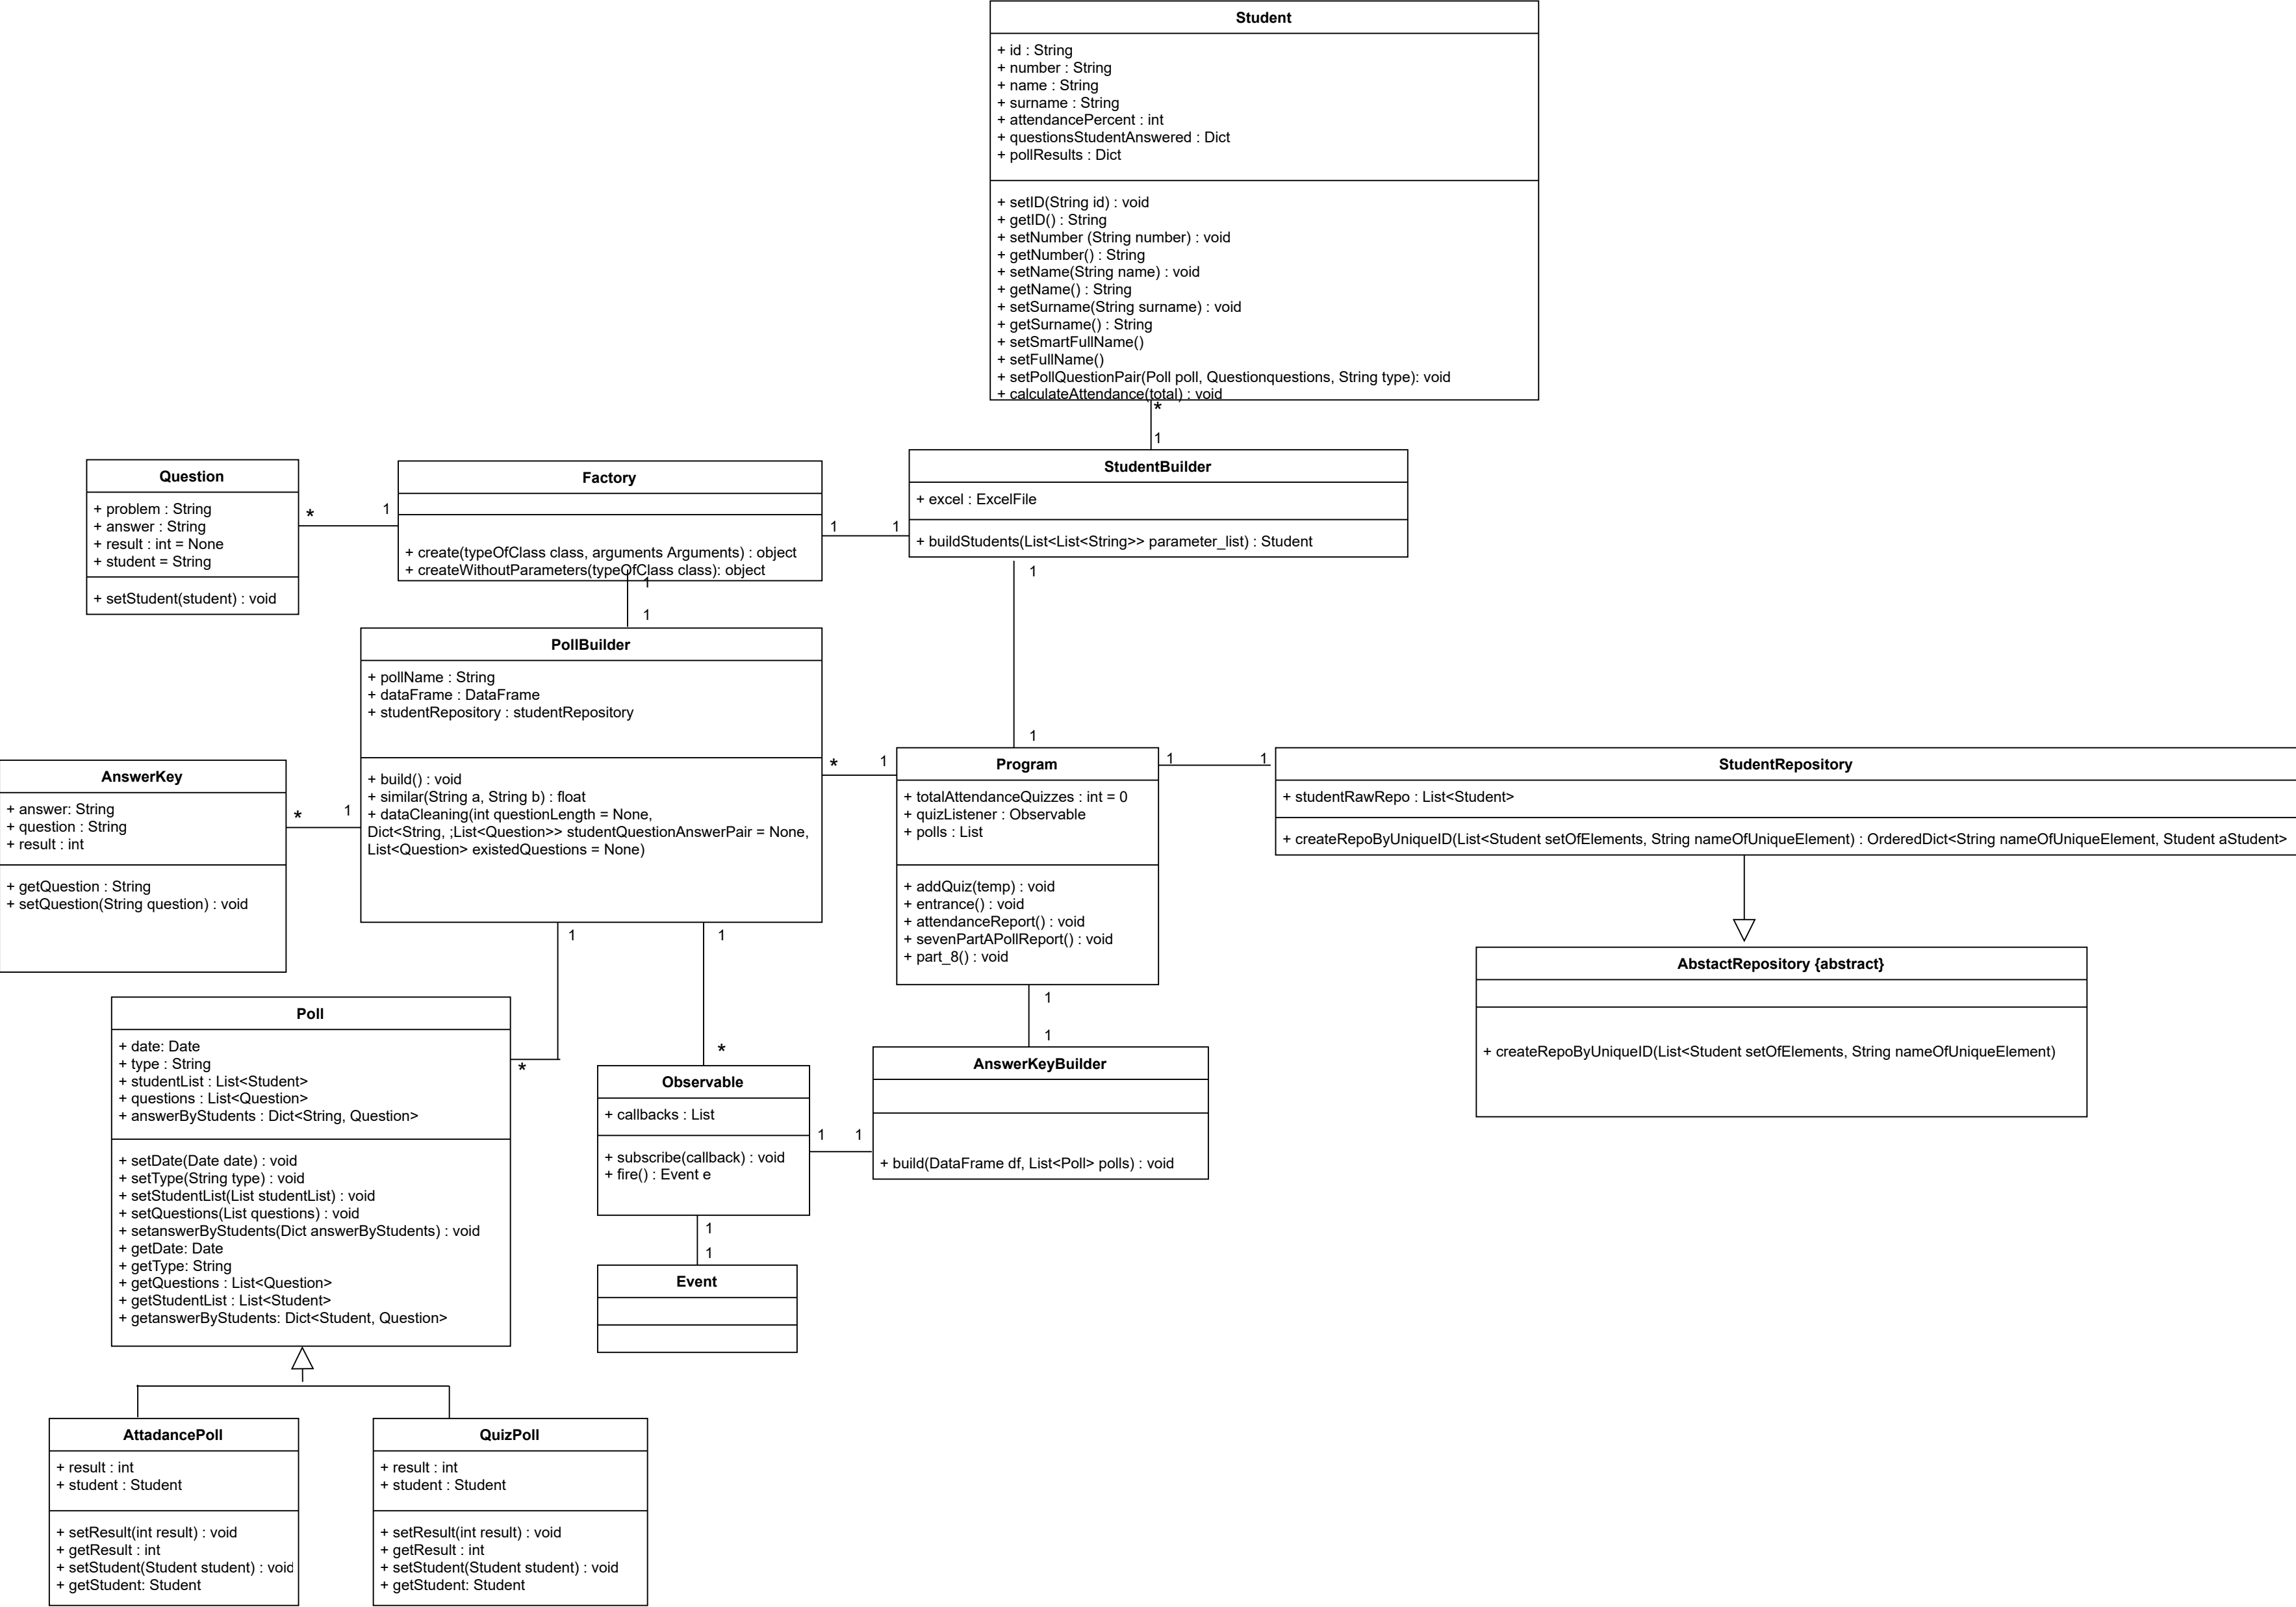 Student
+ id : String
+ number : String
+ name : String
+ surname : String
+ attendancePercent : int
+ questionsStudentAnswered : Dict
+ pollResults : Dict
+ setID(String id) : void
+ getID() : String
+ setNumber (String number) : void
+ getNumber() : String
+ setName(String name) : void
+ getName() : String
+ setSurname(String surname) : void
+ getSurname() : String
+ setSmartFullName()
+ setFullName()
+ setPollQuestionPair(Poll poll, Questionquestions, String type): void
+ calculateAttendance(total) : void
*
1
Question
+ problem : String
+ answer : String
+ result : int = None
+ student = String
+ setStudent(student) : void
*
1
Factory
+ create(typeOfClass class, arguments Arguments) : object
+ createWithoutParameters(typeOfClass class): object
1
1
1
1
StudentBuilder
+ excel : ExcelFile
+ buildStudents(List<List<String>> parameter_list) : Student
1
1
PollBuilder
+ pollName : String
+ dataFrame : DataFrame
+ studentRepository : studentRepository
+ build() : void
+ similar(String a, String b) : float
+ dataCleaning(int questionLength = None,
Dict<String, ;List<Question>> studentQuestionAnswerPair = None,
List<Question> existedQuestions = None)
*
1
AnswerKey
+ answer: String
+ question : String
+ result : int
+ getQuestion : String
+ setQuestion(String question) : void
*
1
Program
+ totalAttendanceQuizzes : int = 0
+ quizListener : Observable
+ polls : List
+ addQuiz(temp) : void
+ entrance() : void
+ attendanceReport() : void
+ sevenPartAPollReport() : void
+ part_8() : void
1
1
StudentRepository
+ studentRawRepo : List<Student>
+ createRepoByUniqueID(List<Student setOfElements, String nameOfUniqueElement) : OrderedDict<String nameOfUniqueElement, Student aStudent>
AbstactRepository {abstract}
+ createRepoByUniqueID(List<Student setOfElements, String nameOfUniqueElement)
1
1
1
*
1
*
Poll
+ date: Date
+ type : String
+ studentList : List<Student>
+ questions : List<Question>
+ answerByStudents : Dict<String, Question>
+ setDate(Date date) : void
+ setType(String type) : void
+ setStudentList(List studentList) : void
+ setQuestions(List questions) : void
+ setanswerByStudents(Dict answerByStudents) : void
+ getDate: Date
+ getType: String
+ getQuestions : List<Question>
+ getStudentList : List<Student>
+ getanswerByStudents: Dict<Student, Question>
Observable
+ callbacks : List
+ subscribe(callback) : void
+ fire() : Event e
1
1
AnswerKeyBuilder
+ build(DataFrame df, List<Poll> polls) : void
1
1
Event
AttadancePoll
+ result : int
+ student : Student
+ setResult(int result) : void
+ getResult : int
+ setStudent(Student student) : void
+ getStudent: Student
QuizPoll
+ result : int
+ student : Student
+ setResult(int result) : void
+ getResult : int
+ setStudent(Student student) : void
+ getStudent: Student